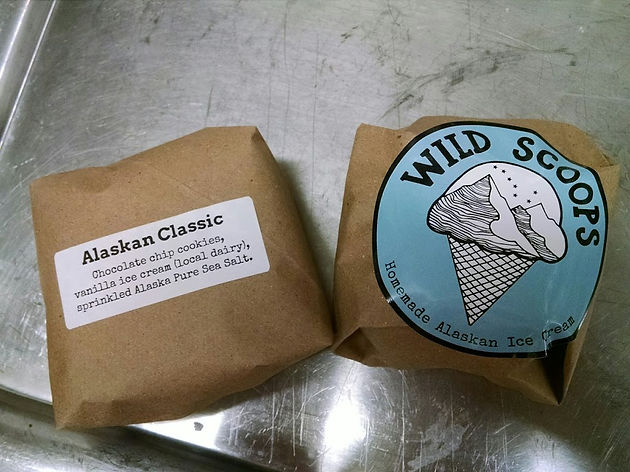 Alaskan Classic
Chocolate chip cookies,
vanilla ice cream (local dairy),
sprinkled Alaska Pure Sea Salt.
WILD SCOOPS
Homemade Alaskan Ice Cream